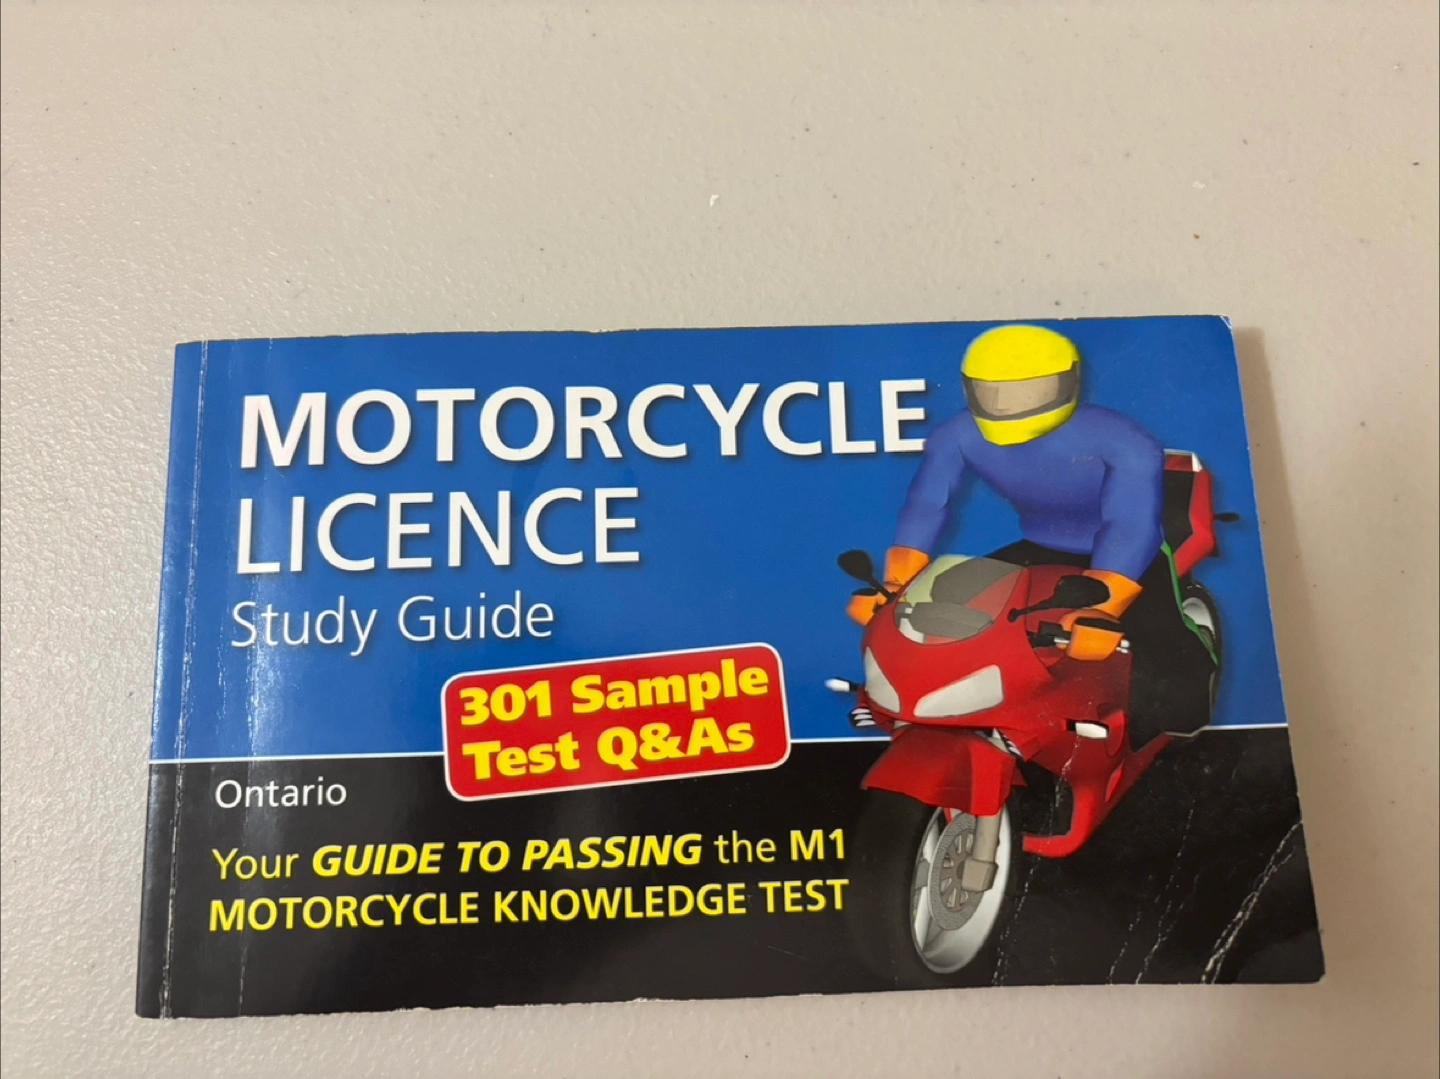 MOTORCYCLE
LICENCE
Study Guide
301 Sample
Test Q&As
Ontario
Your GUIDE TO PASSING the M1
MOTORCYCLE KNOWLEDGE TEST